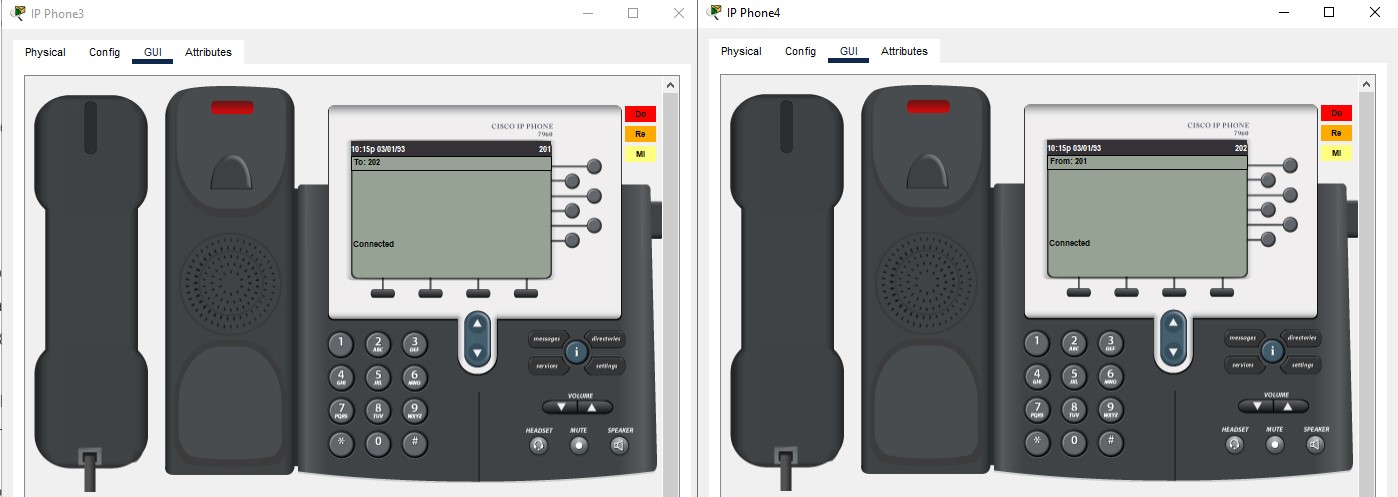 IP Phone3
Physical Config GUI Attributes
CISCO IP PHONE
7960
10:15p 03/01/93 201
To: 202
Connected
Do
Re
MI
1
2 ABC
3 DEF
4 GHI
5 JKL
6 MNO
7 PQRS
8 TUV
9 WXYZ
*
0
#
messages directories
i
services settings
VOLUME
HEADSET MUTE SPEAKER
IP Phone4
Physical Config GUI Attributes
CISCO IP PHONE
7960
10:15p 03/01/93 202
From: 201
Connected
Do
Re
MI
1
2 ABC
3 DEF
4 GHI
5 JKL
6 MNO
7 PQRS
8 TUV
9 WXYZ
*
0
#
messages directories
i
services settings
VOLUME
HEADSET MUTE SPEAKER